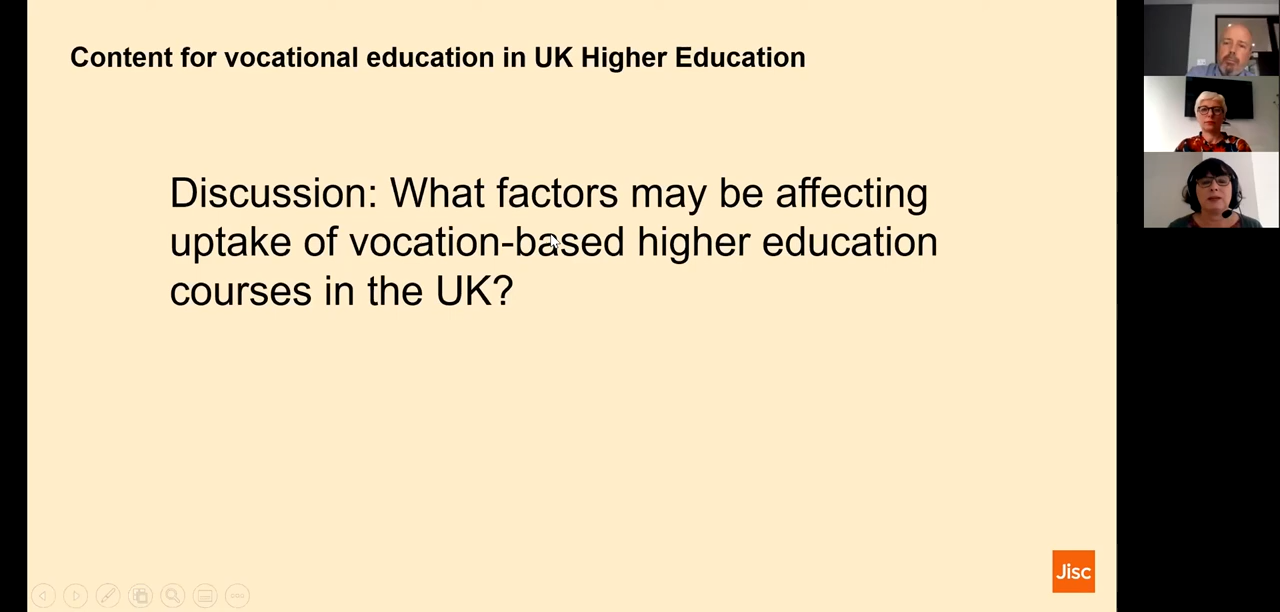 Content for vocational education in UK Higher Education
Discussion: What factors may be affecting
uptake of vocation-based higher education
courses in the UK?
Jisc